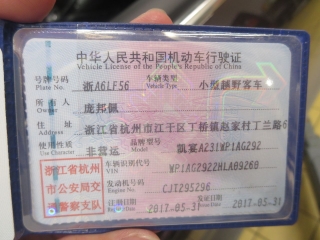 中华人民共和国机动车行驶证
Vehicle License of the People's Republic of China
号牌号码 浙A6LF56 车辆类型 小型越野客车
Plate No. Vehicle Type
所有人 庞邦佩
Owner
住址 浙江省杭州市江干区丁桥镇赵家村丁兰路6
Address
使用性质 非营运 品牌型号 凯宴A231WP1AG292
Use Character Model
浙江省杭州 车辆识别代号 WP1AG2922HLA09260
VIN
市公安局交 发动机号码 CJT295296
Engine No.
通警察支队 注册日期 2017-05-31 发证日期 2017-05-31